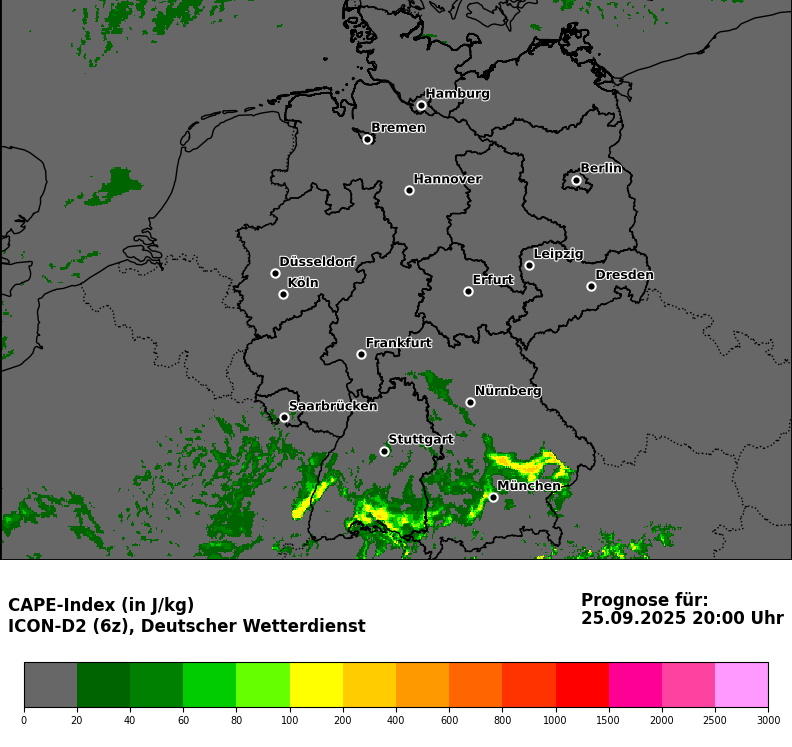 Hamburg
Bremen
Berlin
Hannover
Leipzig
Düsseldorf
Dresden
Köln
Erfurt
Frankfurt
Nürnberg
Saarbrücken
Stuttgart
München
CAPE-Index (in J/kg)
ICON-D2 (6z), Deutscher Wetterdienst
Prognose für:
25.09.2025 20:00 Uhr
0 20 40 60 80 100 200 400 600 800 1000 1500 2000 2500 3000